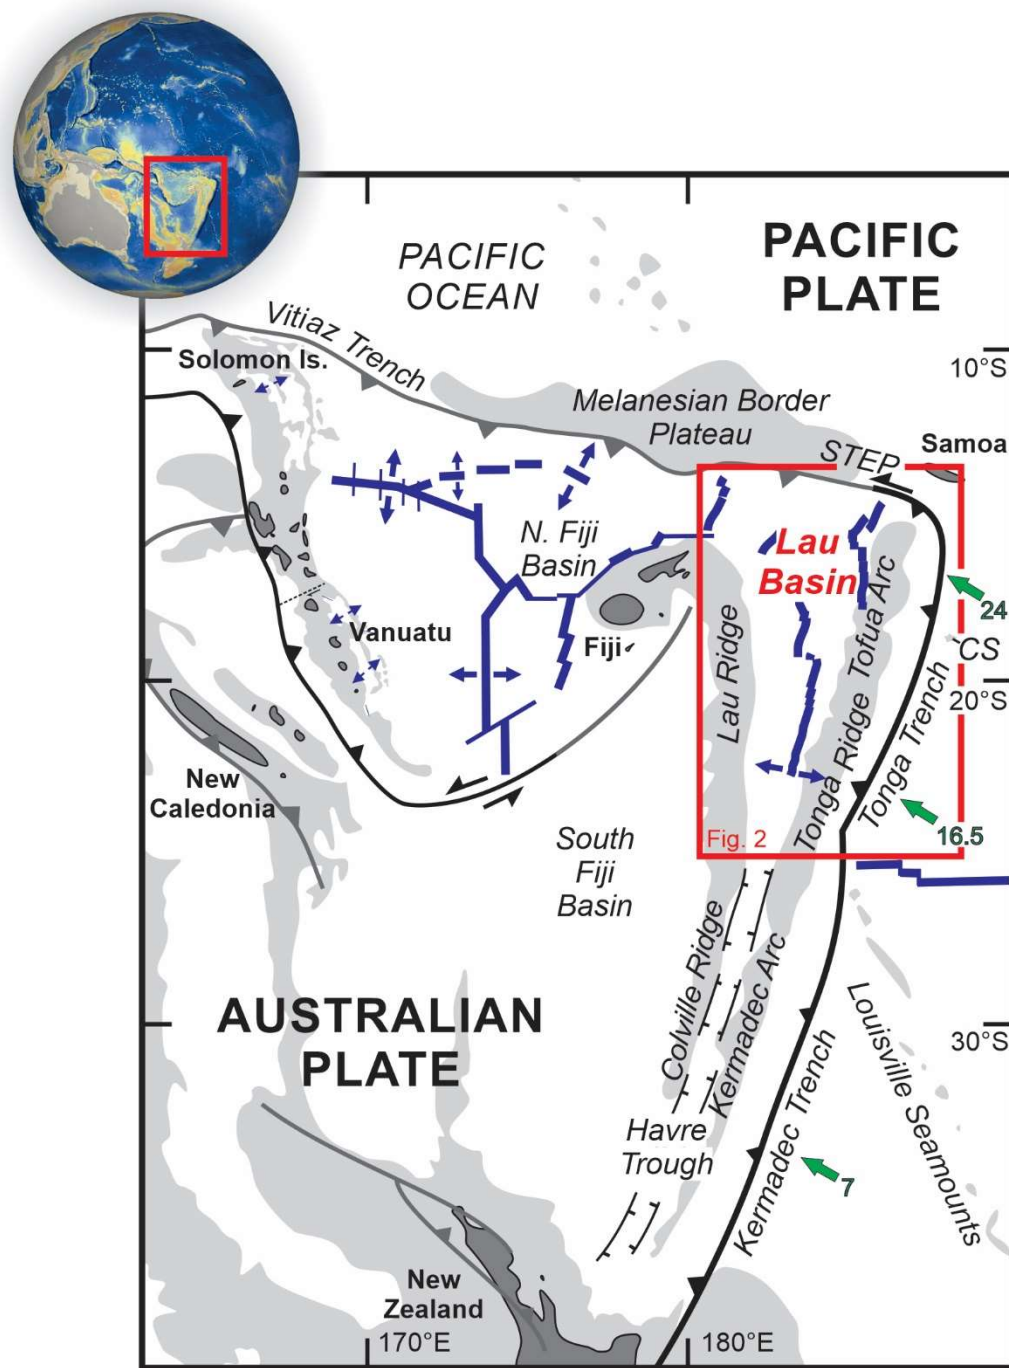 PACIFIC
OCEAN
PACIFIC
PLATE
Vitiaz Trench
Solomon Is.
10°S
Melanesian Border
Plateau
STEP
Samoa
N. Fiji
Basin
Lau
Basin
24
Vanuatu
Fiji
Lau Ridge
Tonga Ridge Tofua Arc
Tonga Trench
CS
20°S
New
Caledonia
16.5
Fig. 2
South
Fiji
Basin
Colville Ridge
Kermadec Arc
AUSTRALIAN
PLATE
30°S
Louisville Seamounts
Kermadec Trench
Havre
Trough
7
New
Zealand
170°E
180°E